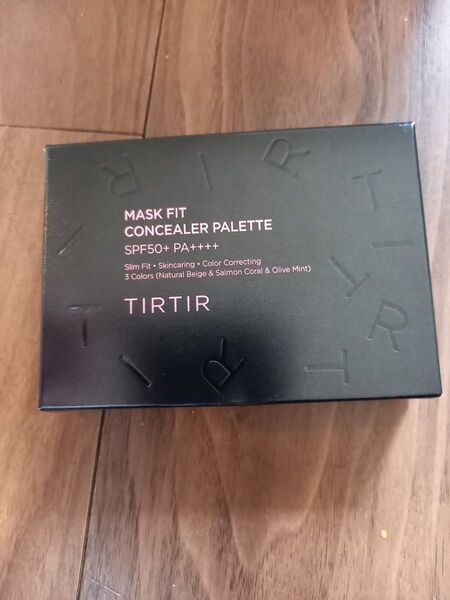 MASK FIT
CONCEALER PALETTE
SPF50+ PA++++
Slim Fit • Skincaring • Color Correcting
3 Colors (Natural Beige & Salmon Coral & Olive Mint)
TIRTIR
T I R T I R T I R T I R